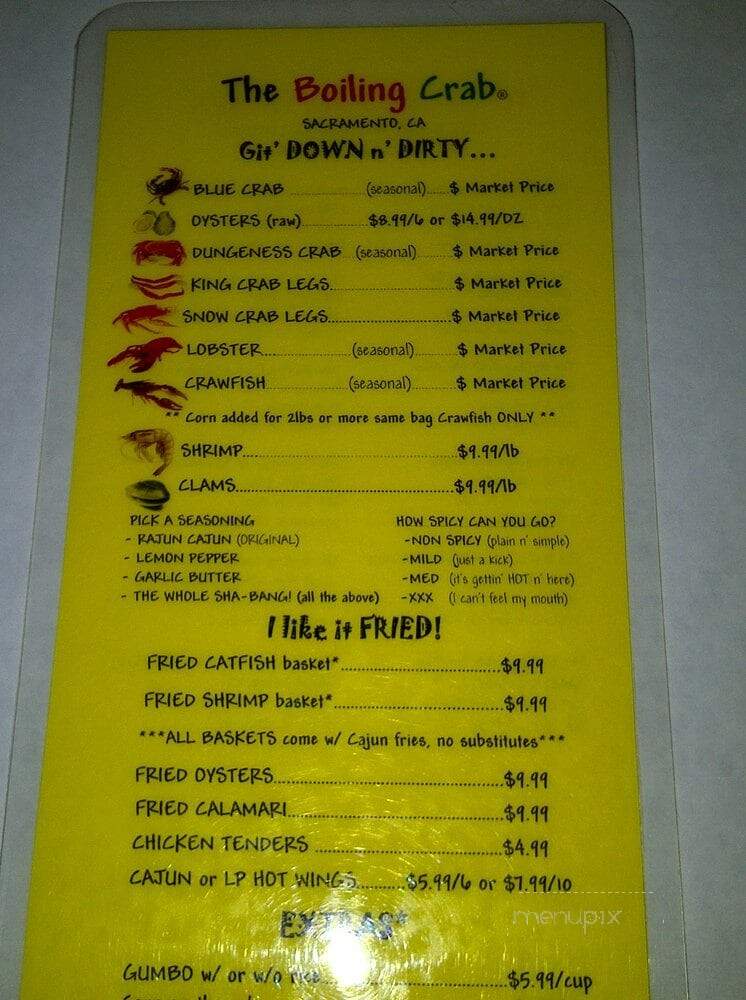 The Boiling Crab®
SACRAMENTO, CA
Git' DOWN n' DIRTY...
BLUE CRAB (seasonal) $ Market Price
OYSTERS (raw) $8.99/6 or $14.99/DZ
DUNGENESS CRAB (seasonal) $ Market Price
KING CRAB LEGS $ Market Price
SNOW CRAB LEGS $ Market Price
LOBSTER (seasonal) $ Market Price
CRAWFISH (seasonal) $ Market Price
** Corn added for 2lbs or more same bag Crawfish ONLY **
SHRIMP $9.99/lb
CLAMS $9.99/lb
PICK A SEASONING
- RAJUN CAJUN (ORIGINAL)
- LEMON PEPPER
- GARLIC BUTTER
- THE WHOLE SHA-BANG! (all the above)
HOW SPICY CAN YOU GO?
-NON SPICY (plain n' simple)
-MILD (just a kick)
-MED (it's gettin' HOT n' here)
-XXX (I can't feel my mouth)
I like it FRIED!
FRIED CATFISH basket* $9.99
FRIED SHRIMP basket* $9.99
***ALL BASKETS come w/ Cajun fries, no substitutes***
FRIED OYSTERS $9.99
FRIED CALAMARI $9.99
CHICKEN TENDERS $4.99
CAJUN or LP HOT WINGS $5.99/6 or $7.99/10
menupix
EXTRAS*
GUMBO w/ or w/o rice $5.99/cup